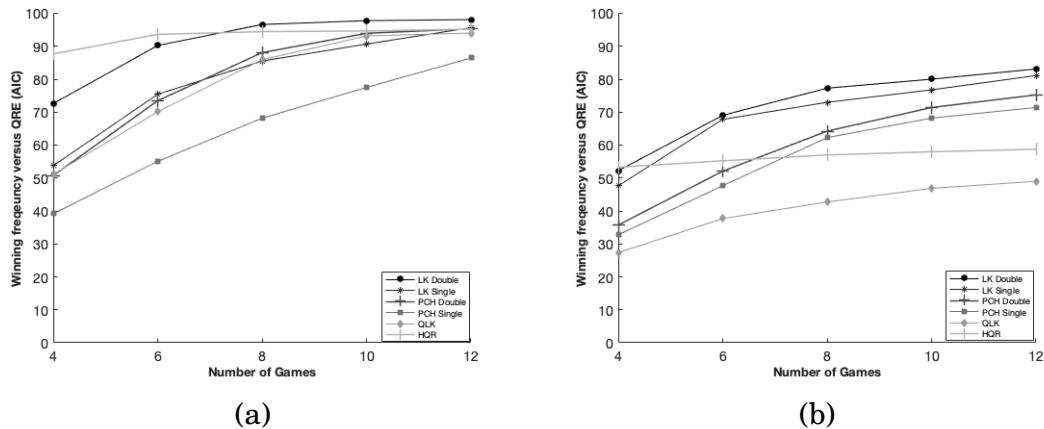 Winning freqeuncy versus QRE (AIC)
100
90
80
70
60
50
40
30
20
10
0
4
6
8
10
12
Number of Games
LK Double
LK Single
PCH Double
PCH Single
QLK
HQR
(a)
Winning freqeuncy versus QRE (AIC)
100
90
80
70
60
50
40
30
20
10
0
4
6
8
10
12
Number of Games
LK Double
LK Single
PCH Double
PCH Single
QLK
HQR
(b)